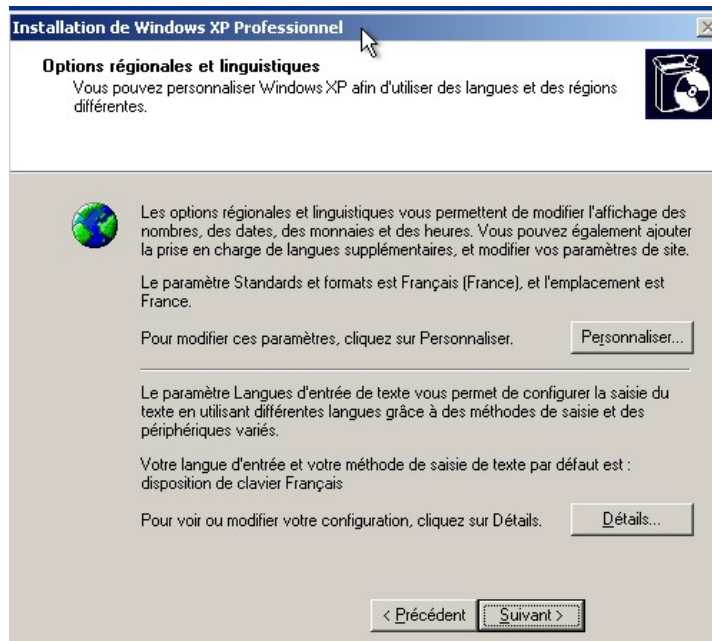 Installation de Windows XP Professionnel
Options régionales et linguistiques
Vous pouvez personnaliser Windows XP afin d'utiliser des langues et des régions
différentes.
Les options régionales et linguistiques vous permettent de modifier l'affichage des
nombres, des dates, des monnaies et des heures. Vous pouvez également ajouter
la prise en charge de langues supplémentaires, et modifier vos paramètres de site.
Le paramètre Standards et formats est Français (France), et l'emplacement est
France.
Pour modifier ces paramètres, cliquez sur Personnaliser.
Personnaliser...
Le paramètre Langues d'entrée de texte vous permet de configurer la saisie du
texte en utilisant différentes langues grâce à des méthodes de saisie et des
périphériques variés.
Votre langue d'entrée et votre méthode de saisie de texte par défaut est :
disposition de clavier Français
Pour voir ou modifier votre configuration, cliquez sur Détails.
Détails...
< Précédent
Suivant >